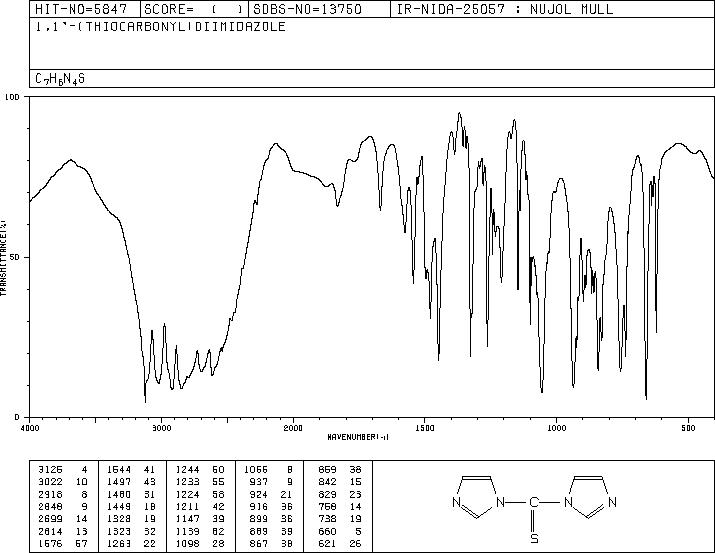 HIT-NO=5847 SCORE= ( ) SDBS-NO=13750 IR-NIDA-25057 : NUJOL MULL
1,1'-(THIOCARBONYL)DIIMIDAZOLE
C7H6N4S
100
50
0
TRANSMITTANCE(%)
4000 3000 2000 1500 1000 500
WAVENUMBER(-1)
3125 4 1544 41 1244 50 1055 8 859 38
3022 10 1497 43 1233 55 937 9 842 15
2918 8 1480 31 1224 58 924 21 829 23
2848 9 1449 18 1211 42 916 36 758 14
2699 14 1328 19 1147 39 899 36 738 19
2614 13 1323 32 1139 62 889 39 660 5
1576 57 1263 22 1098 28 867 38 621 26
N N C N N
S